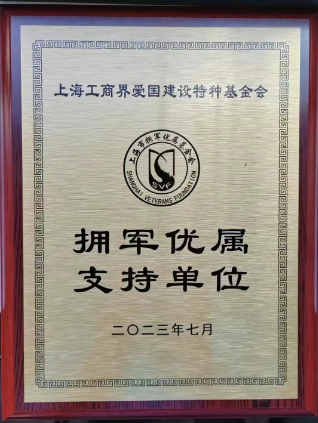 上海工商界爱国建设特种基金会
上海市拥军优属基金会
SVF
SHANGHAI VETERANS FOUNDATION
拥军优属
支持单位
二〇二三年七月